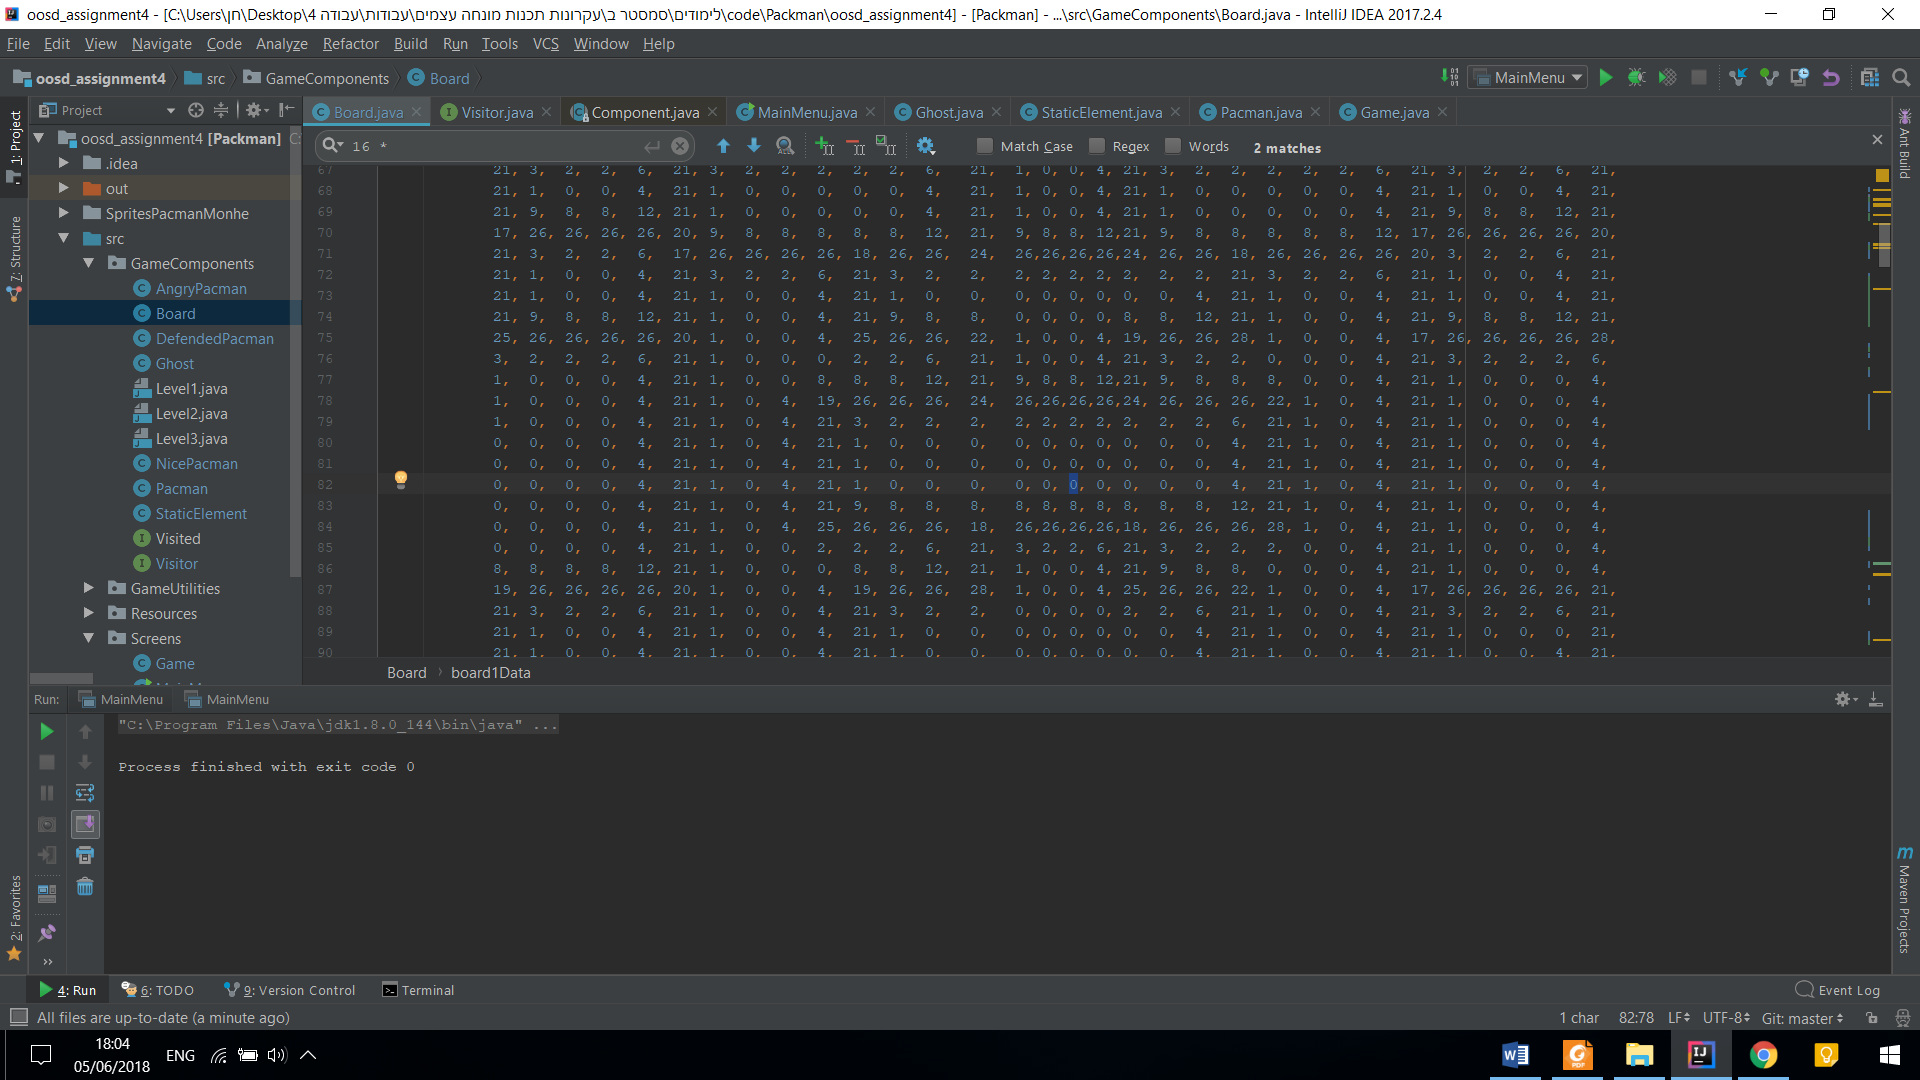 oosd_assignment4 - [C:\Users\חן\Desktop\לימודים\סמסטר ב\עקרונות תכנות מונחה עצמים\עבודות\עבודה 4\code\Packman\oosd_assignment4] - [Packman] - ...\src\GameComponents\Board.java - IntelliJ IDEA 2017.2.4
File Edit View Navigate Code Analyze Refactor Build Run Tools VCS Window Help
oosd_assignment4 src GameComponents Board MainMenu
Project Board.java Visitor.java Component.java MainMenu.java Ghost.java StaticElement.java Pacman.java Game.java
16 * Match Case Regex Words 2 matches
1: Project
7: Structure
2: Favorites
Ant Build
Maven Projects
oosd_assignment4 [Packman]
.idea
out
SpritesPacmanMonhe
src
GameComponents
AngryPacman
Board
DefendedPacman
Ghost
Level1.java
Level2.java
Level3.java
NicePacman
Pacman
StaticElement
Visited
Visitor
GameUtilities
Resources
Screens
Game
67 21, 3, 2, 2, 6, 21, 3, 2, 2, 2, 2, 2, 6, 21, 1, 0, 0, 4, 21, 3, 2, 2, 2, 2, 2, 6, 21, 3, 2, 2, 6, 21,
68 21, 1, 0, 0, 4, 21, 1, 0, 0, 0, 0, 0, 4, 21, 1, 0, 0, 4, 21, 1, 0, 0, 0, 0, 0, 4, 21, 1, 0, 0, 4, 21,
69 21, 9, 8, 8, 12, 21, 1, 0, 0, 0, 0, 0, 4, 21, 1, 0, 0, 4, 21, 1, 0, 0, 0, 0, 0, 4, 21, 9, 8, 8, 12, 21,
70 17, 26, 26, 26, 26, 20, 9, 8, 8, 8, 8, 8, 12, 21, 9, 8, 8, 12,21, 9, 8, 8, 8, 8, 8, 12, 17, 26, 26, 26, 26, 20,
71 21, 3, 2, 2, 6, 17, 26, 26, 26, 26, 18, 26, 26, 24, 26,26,26,26,24, 26, 26, 18, 26, 26, 26, 26, 20, 3, 2, 2, 6, 21,
72 21, 1, 0, 0, 4, 21, 3, 2, 2, 6, 21, 3, 2, 2, 2, 2, 2, 2, 2, 2, 2, 21, 3, 2, 2, 6, 21, 1, 0, 0, 4, 21,
73 21, 1, 0, 0, 4, 21, 1, 0, 0, 4, 21, 1, 0, 0, 0, 0, 0, 0, 0, 0, 4, 21, 1, 0, 0, 4, 21, 1, 0, 0, 4, 21,
74 21, 9, 8, 8, 12, 21, 1, 0, 0, 4, 21, 9, 8, 8, 0, 0, 0, 0, 8, 8, 12, 21, 1, 0, 0, 4, 21, 9, 8, 8, 12, 21,
75 25, 26, 26, 26, 26, 20, 1, 0, 0, 4, 25, 26, 26, 22, 1, 0, 0, 4, 19, 26, 26, 28, 1, 0, 0, 4, 17, 26, 26, 26, 26, 28,
76 3, 2, 2, 2, 6, 21, 1, 0, 0, 0, 2, 2, 6, 21, 1, 0, 0, 4, 21, 3, 2, 2, 0, 0, 0, 4, 21, 3, 2, 2, 2, 6,
77 1, 0, 0, 0, 4, 21, 1, 0, 0, 8, 8, 8, 12, 21, 9, 8, 8, 12,21, 9, 8, 8, 8, 0, 0, 4, 21, 1, 0, 0, 0, 4,
78 1, 0, 0, 0, 4, 21, 1, 0, 4, 19, 26, 26, 26, 24, 26,26,26,26,24, 26, 26, 26, 22, 1, 0, 4, 21, 1, 0, 0, 0, 4,
79 1, 0, 0, 0, 4, 21, 1, 0, 4, 21, 3, 2, 2, 2, 2, 2, 2, 2, 2, 2, 2, 6, 21, 1, 0, 4, 21, 1, 0, 0, 0, 4,
80 0, 0, 0, 0, 4, 21, 1, 0, 4, 21, 1, 0, 0, 0, 0, 0, 0, 0, 0, 0, 0, 4, 21, 1, 0, 4, 21, 1, 0, 0, 0, 4,
81 0, 0, 0, 0, 4, 21, 1, 0, 4, 21, 1, 0, 0, 0, 0, 0, 0, 0, 0, 0, 0, 4, 21, 1, 0, 4, 21, 1, 0, 0, 0, 4,
82 0, 0, 0, 0, 4, 21, 1, 0, 4, 21, 1, 0, 0, 0, 0, 0, 0, 0, 0, 0, 0, 4, 21, 1, 0, 4, 21, 1, 0, 0, 0, 4,
83 0, 0, 0, 0, 4, 21, 1, 0, 4, 21, 9, 8, 8, 8, 8, 8, 8, 8, 8, 8, 8, 12, 21, 1, 0, 4, 21, 1, 0, 0, 0, 4,
84 0, 0, 0, 0, 4, 21, 1, 0, 4, 25, 26, 26, 26, 18, 26,26,26,26,18, 26, 26, 26, 28, 1, 0, 4, 21, 1, 0, 0, 0, 4,
85 0, 0, 0, 0, 4, 21, 1, 0, 0, 2, 2, 2, 6, 21, 3, 2, 2, 6, 21, 3, 2, 2, 2, 0, 0, 4, 21, 1, 0, 0, 0, 4,
86 8, 8, 8, 8, 12, 21, 1, 0, 0, 0, 8, 8, 12, 21, 1, 0, 0, 4, 21, 9, 8, 8, 0, 0, 0, 4, 21, 1, 0, 0, 0, 4,
87 19, 26, 26, 26, 26, 20, 1, 0, 0, 4, 19, 26, 26, 28, 1, 0, 0, 4, 25, 26, 26, 22, 1, 0, 0, 4, 17, 26, 26, 26, 26, 21,
88 21, 3, 2, 2, 6, 21, 1, 0, 0, 4, 21, 3, 2, 2, 0, 0, 0, 0, 2, 2, 6, 21, 1, 0, 0, 4, 21, 3, 2, 2, 6, 21,
89 21, 1, 0, 0, 4, 21, 1, 0, 0, 4, 21, 1, 0, 0, 0, 0, 0, 0, 0, 0, 4, 21, 1, 0, 0, 4, 21, 1, 0, 0, 0, 21,
90 21, 1, 0, 0, 4, 21, 1, 0, 0, 4, 21, 1, 0, 0, 0, 0, 0, 0, 0, 0, 4, 21, 1, 0, 0, 4, 21, 1, 0, 0, 4, 21,
Board board1Data
Run: MainMenu MainMenu
"C:\Program Files\Java\jdk1.8.0_144\bin\java" ...
Process finished with exit code 0
4: Run 6: TODO 9: Version Control Terminal Event Log
All files are up-to-date (a minute ago) 1 char 82:78 LF UTF-8 Git: master
18:04
05/06/2018
ENG